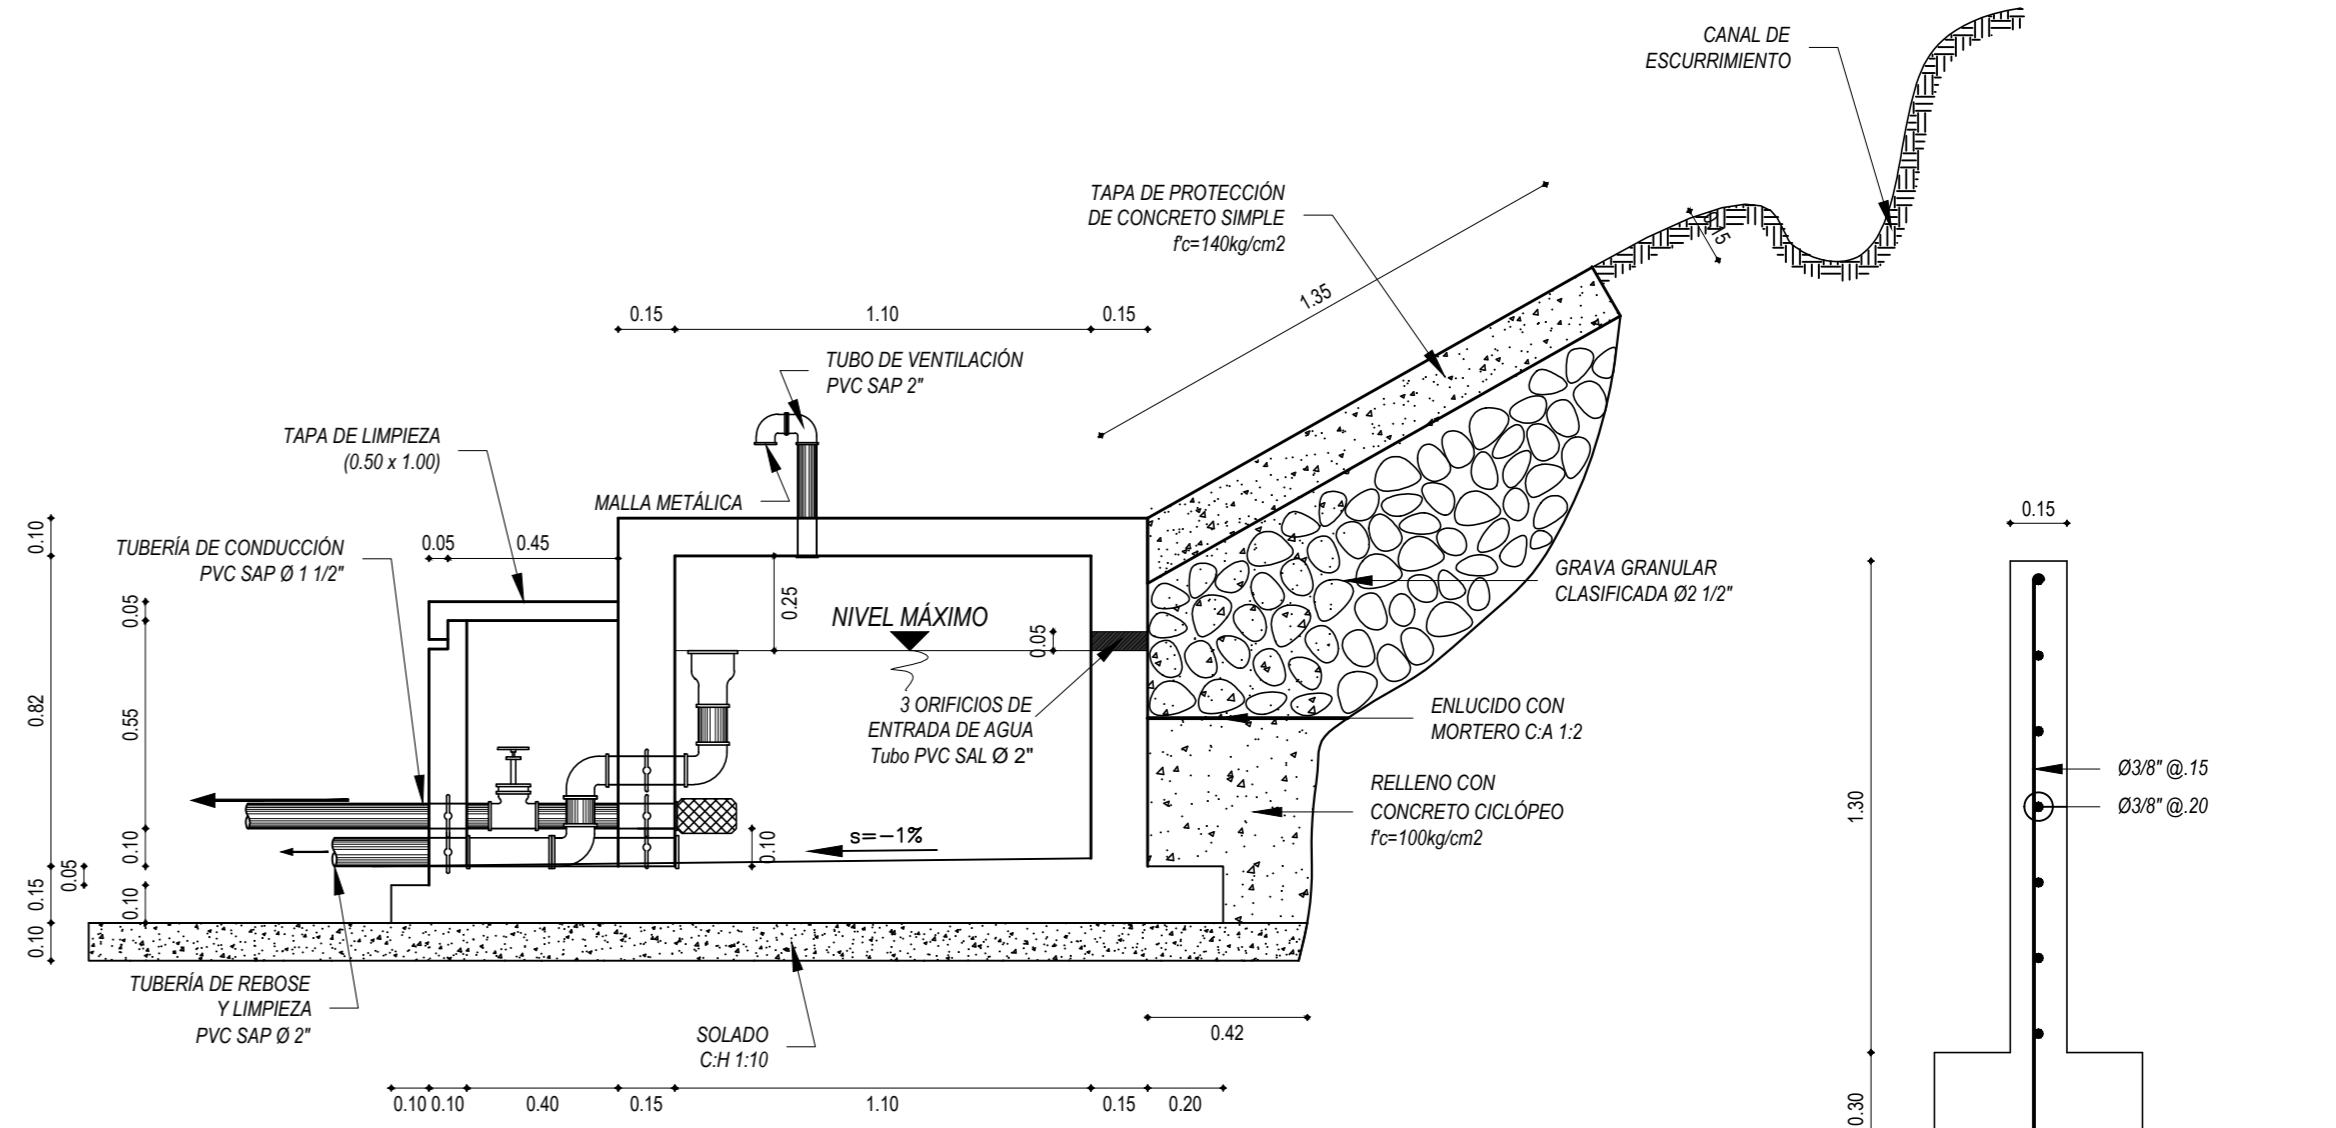 CANAL DE
ESCURRIMIENTO
TAPA DE PROTECCIÓN
DE CONCRETO SIMPLE
f'c=140kg/cm2
0.15
1.35
0.15
1.10
0.15
TUBO DE VENTILACIÓN
PVC SAP 2"
TAPA DE LIMPIEZA
(0.50 x 1.00)
MALLA METÁLICA
0.10
TUBERÍA DE CONDUCCIÓN
PVC SAP Ø 1 1/2"
0.05
0.45
0.15
GRAVA GRANULAR
CLASIFICADA Ø2 1/2"
0.05
0.25
NIVEL MÁXIMO
0.05
0.82
0.55
3 ORIFICIOS DE
ENTRADA DE AGUA
Tubo PVC SAL Ø 2"
ENLUCIDO CON
MORTERO C:A 1:2
RELLENO CON
CONCRETO CICLÓPEO
f'c=100kg/cm2
Ø3/8" @.15
Ø3/8" @.20
1.30
s=-1%
0.10
0.10
0.05
0.15
0.10
0.10
TUBERÍA DE REBOSE
Y LIMPIEZA
PVC SAP Ø 2"
SOLADO
C:H 1:10
0.42
0.10
0.10
0.40
0.15
1.10
0.15
0.20
0.30